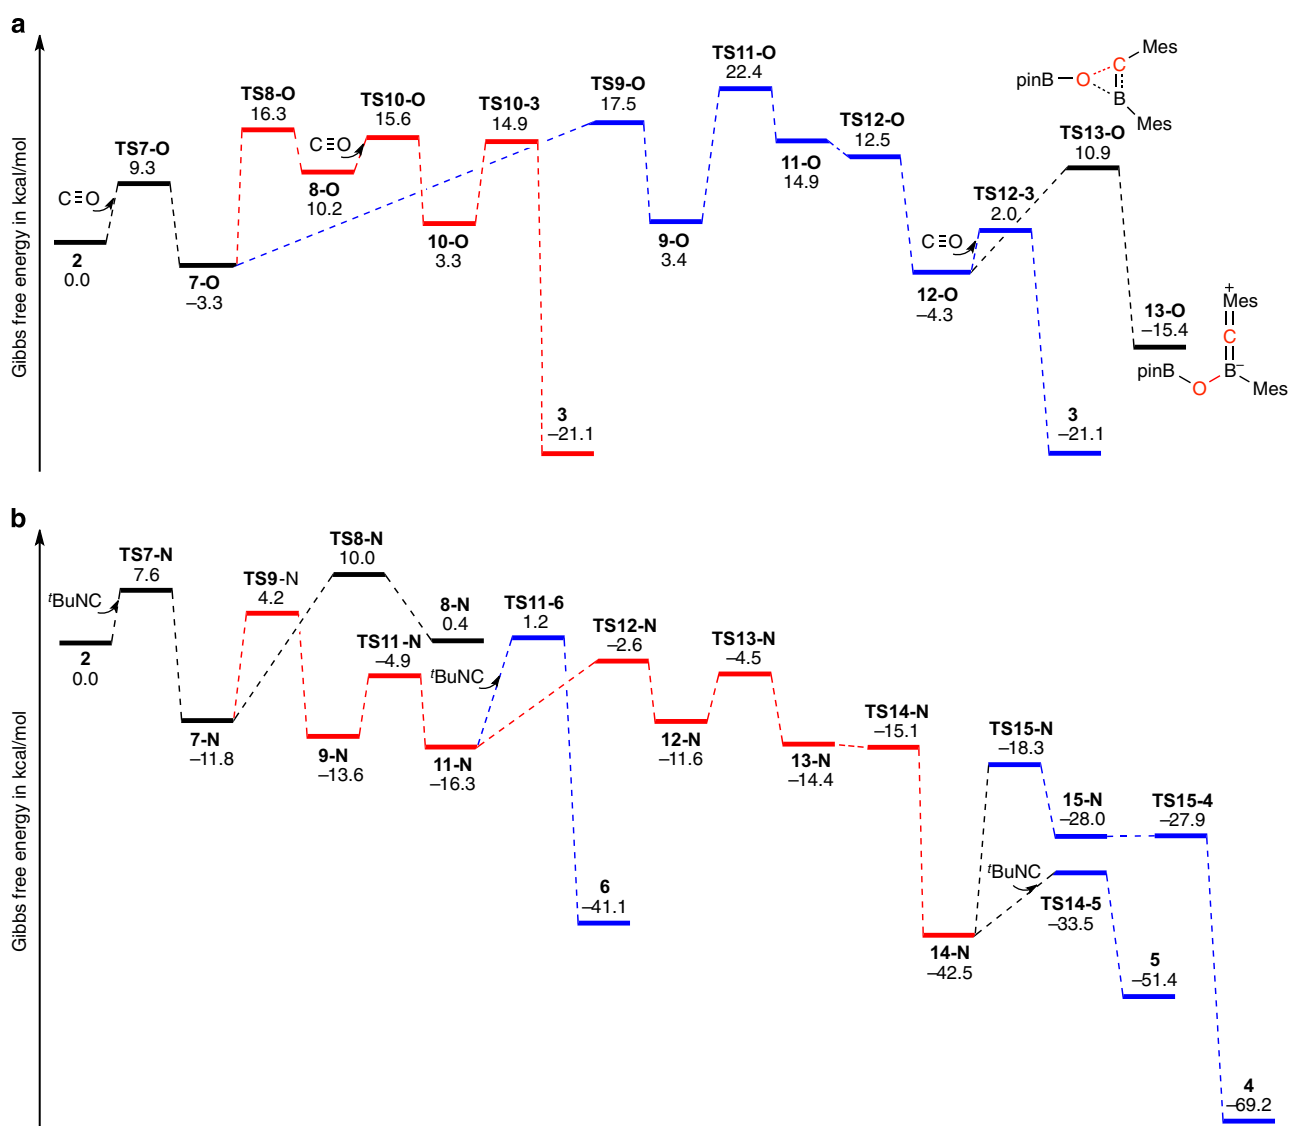 a
Gibbs free energy in kcal/mol
2
0.0
C≡O
TS7-O
9.3
7-O
–3.3
TS8-O
16.3
8-O
10.2
C≡O
TS10-O
15.6
10-O
3.3
TS10-3
14.9
3
–21.1
TS9-O
17.5
9-O
3.4
TS11-O
22.4
11-O
14.9
TS12-O
12.5
12-O
–4.3
C≡O
TS12-3
2.0
3
–21.1
TS13-O
10.9
13-O
–15.4
pinB
O
C
Mes
B
Mes
+
Mes
C
pinB
O
B–
Mes
b
Gibbs free energy in kcal/mol
2
0.0
tBuNC
TS7-N
7.6
7-N
–11.8
TS9-N
4.2
9-N
–13.6
TS8-N
10.0
8-N
0.4
TS11-N
–4.9
11-N
–16.3
tBuNC
TS11-6
1.2
6
–41.1
TS12-N
–2.6
12-N
–11.6
TS13-N
–4.5
13-N
–14.4
TS14-N
–15.1
14-N
–42.5
TS15-N
–18.3
15-N
–28.0
TS15-4
–27.9
tBuNC
TS14-5
–33.5
5
–51.4
4
–69.2